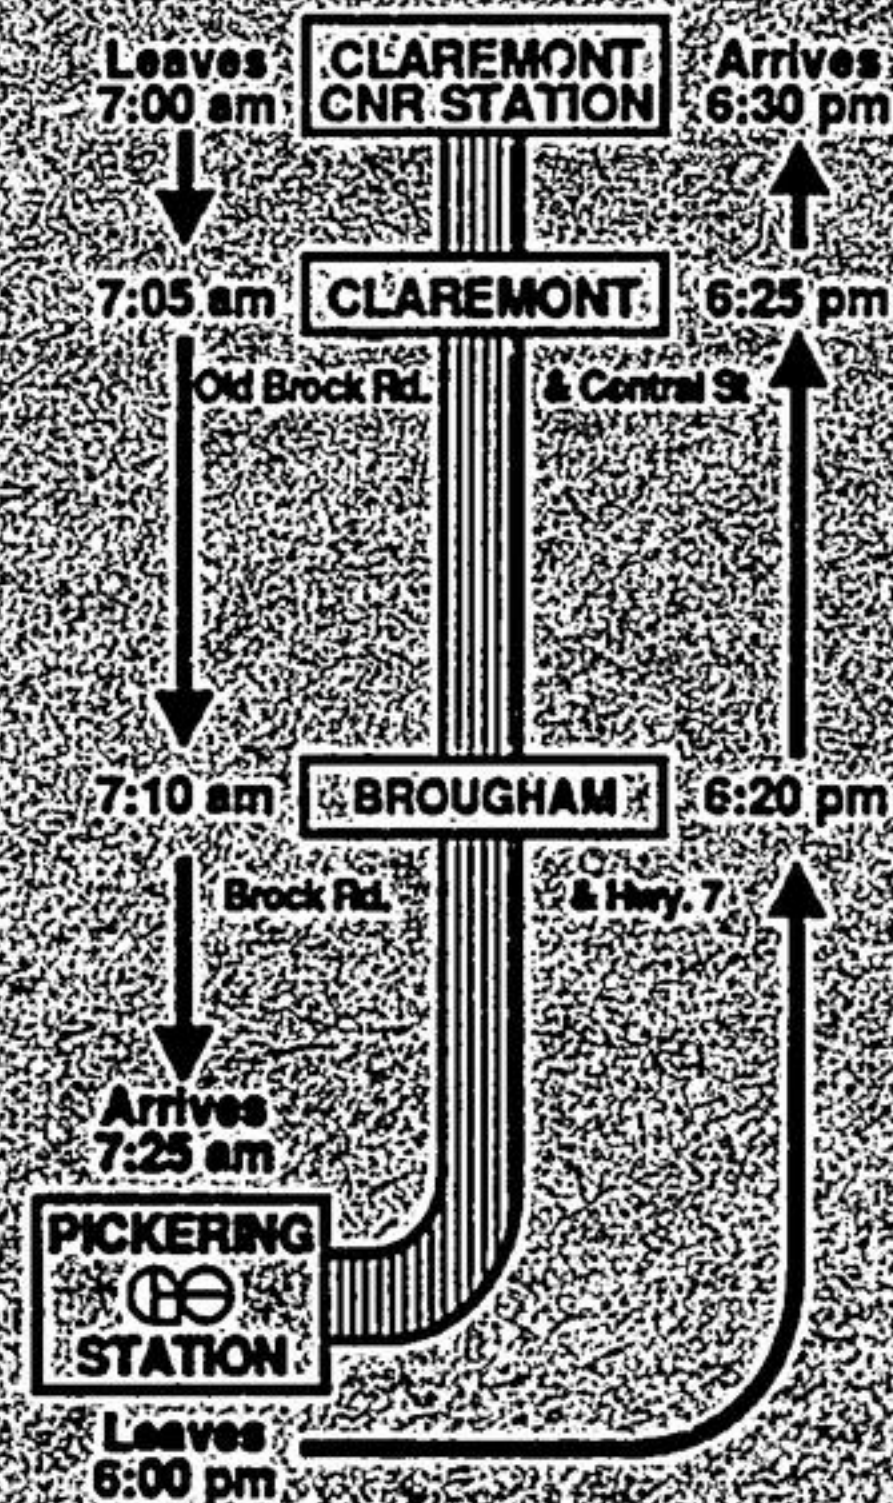 Leaves
7:00 am
CLAREMONT
CNR STATION
Arrives
6:30 pm
7:05 am
CLAREMONT
6:25 pm
Old Brock Rd.
& Central St
7:10 am
BROUGHAM
6:20 pm
Brock Rd.
& Hwy. 7
Arrives
7:25 am
PICKERING
GO
STATION
Leaves
6:00 pm